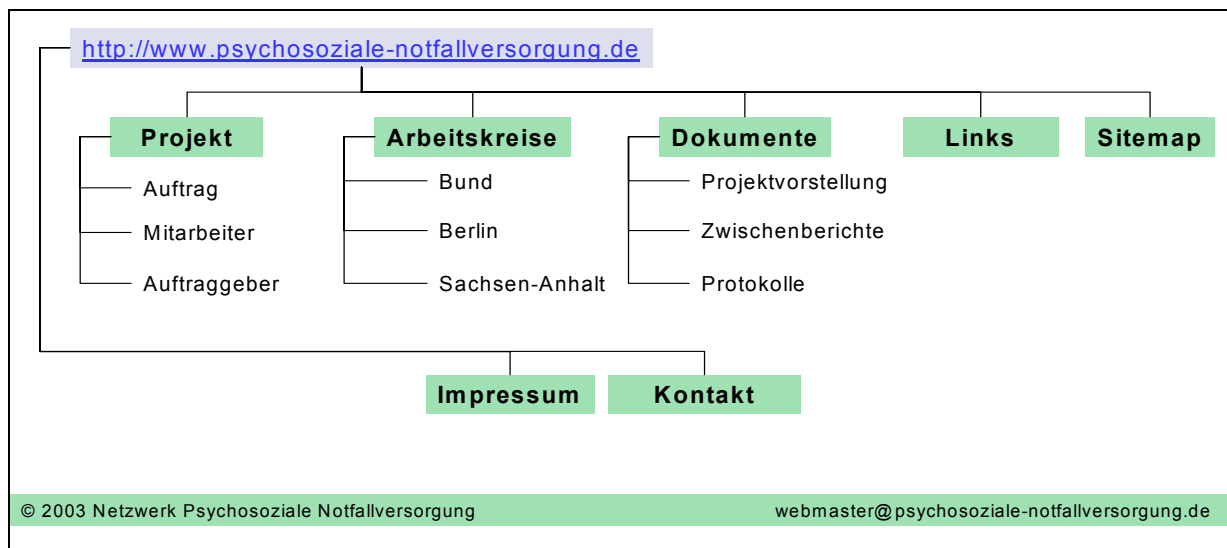 http://www.psychosoziale-notfallversorgung.de
Projekt
Auftrag
Mitarbeiter
Auftraggeber
Arbeitskreise
Bund
Berlin
Sachsen-Anhalt
Dokumente
Projektvorstellung
Zwischenberichte
Protokolle
Links
Sitemap
Impressum
Kontakt
© 2003 Netzwerk Psychosoziale Notfallversorgung
webmaster@psychosoziale-notfallversorgung.de